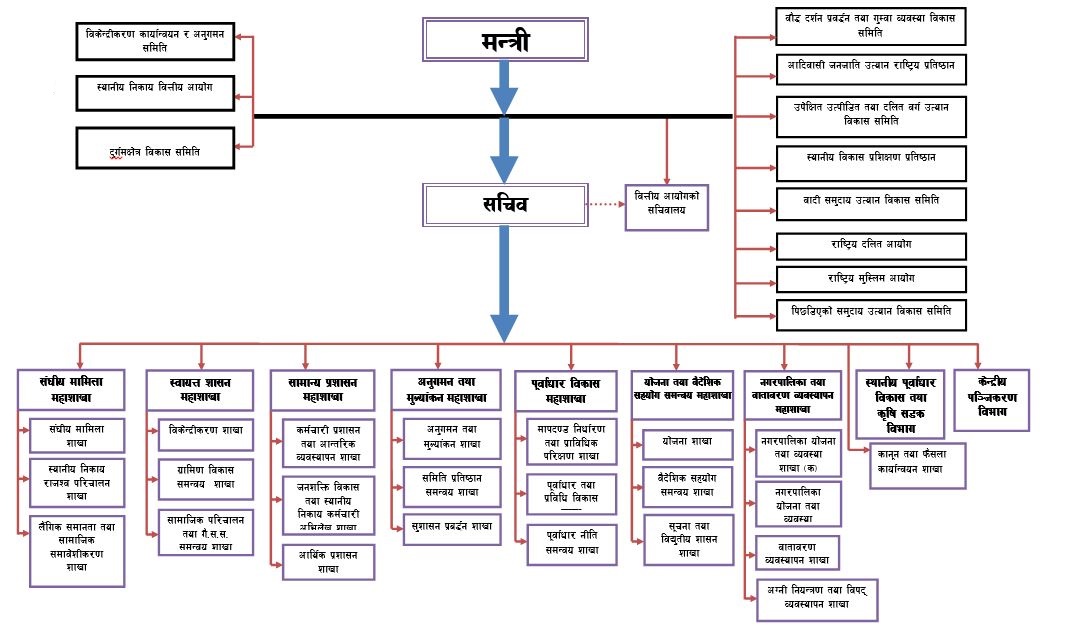 मन्त्री
विकेन्द्रीकरण कार्यान्वयन र अनुगमन
समिति
स्थानीय निकाय वित्तीय आयोग
दुर्गमक्षेत्र विकास समिति
बौद्ध दर्शन प्रवर्द्धन तथा गुम्वा व्यवस्था विकास
समिति
आदिवासी जनजाति उत्थान राष्ट्रिय प्रतिष्ठान
उपेक्षित उत्पीडित तथा दलित वर्ग उत्थान
विकास समिति
स्थानीय विकास प्रशिक्षण प्रतिष्ठान
वादी समुदाय उत्थान विकास समिति
राष्ट्रिय दलित आयोग
राष्ट्रिय मुस्लिम आयोग
पिछडिएको समुदाय उत्थान विकास समिति
सचिव
वित्तीय आयोगको
सचिवालय
संघीय मामिला
महाशाखा
संघीय मामिला
शाखा
स्थानीय निकाय
राजश्व परिचालन
शाखा
लैंगिक समानता तथा
सामाजिक
समावेशीकरण
शाखा
स्वायत्त शासन
महाशाखा
विकेन्द्रीकरण शाखा
ग्रामिण विकास
समन्वय शाखा
सामाजिक परिचालन
तथा गै.स.स.
समन्वय शाखा
सामान्य प्रशासन
महाशाखा
कर्मचारी प्रशासन
तथा आन्तरिक
व्यवस्थापन शाखा
जनशक्ति विकास
तथा स्थानीय
निकाय कर्मचारी
अभिलेख शाखा
आर्थिक प्रशासन
शाखा
अनुगमन तथा
मुल्यांकन महाशाखा
अनुगमन तथा
मुल्यांकन शाखा
समिति प्रतिष्ठान
समन्वय शाखा
सुशासन प्रवर्द्धन शाखा
पूर्वाधार विकास
महाशाखा
मापदण्ड निर्धारण
तथा प्राविधिक
परिक्षण शाखा
पूर्वाधार तथा
प्रविधि विकास
पूर्वाधार नीति
समन्वय शाखा
योजना तथा वैदेशिक
सहयोग समन्वय महाशाखा
योजना शाखा
वैदेशिक सहयोग
समन्वय शाखा
सूचना तथा
विद्युतीय शासन
शाखा
नगरपालिका तथा
वातावरण व्यवस्थापन
महाशाखा
नगरपालिका योजना
तथा व्यवस्था
शाखा (क)
नगरपालिका
योजना तथा
व्यवस्था
वातावरण
व्यवस्थापन शाखा
अग्नी नियन्त्रण तथा विपद्
व्यवस्थापन शाखा
स्थानीय पूर्वाधार
विकास तथा
कृषि सडक
विभाग
कानून तथा फैसला
कार्यान्वयन शाखा
केन्द्रीय
पञ्जिकरण
विभाग